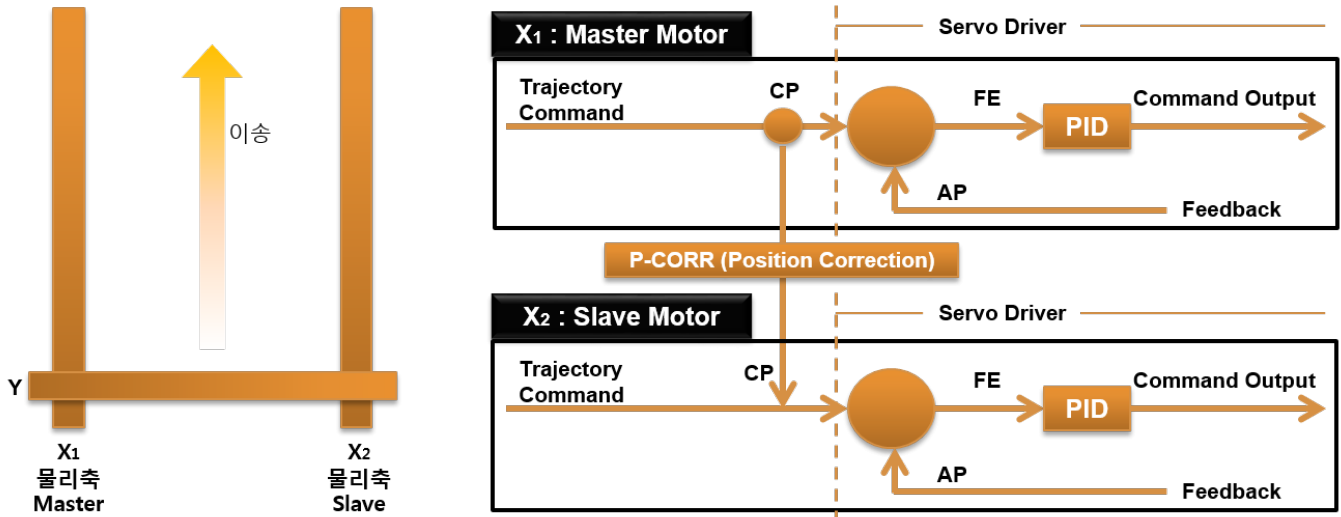 이송
Y
X1
물리축
Master
X2
물리축
Slave
X1 : Master Motor
Servo Driver
Trajectory
Command
CP
FE
PID
Command Output
AP
Feedback
P-CORR (Position Correction)
X2 : Slave Motor
Servo Driver
Trajectory
Command
CP
FE
PID
Command Output
AP
Feedback